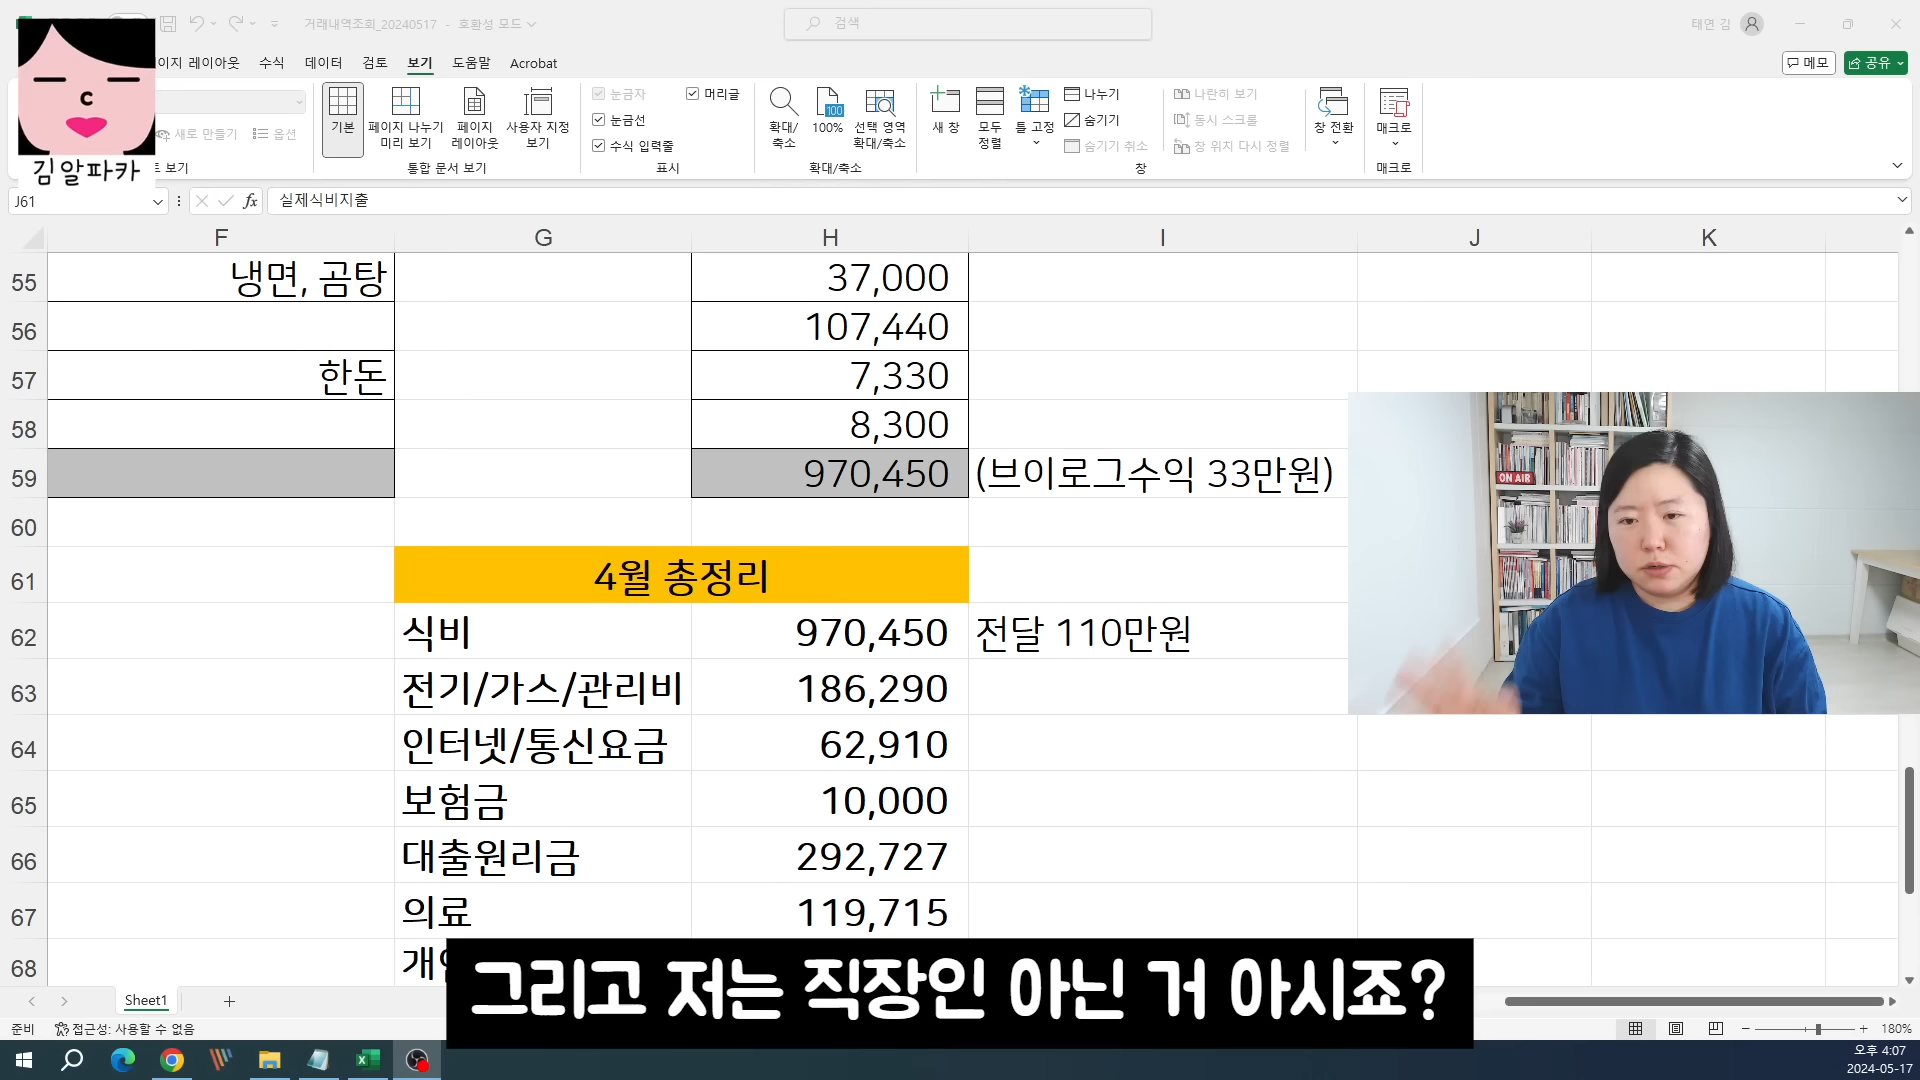 거래내역조회_20240517 - 호환성 모드
검색
태연 김
이지 레이아웃 수식 데이터 검토 보기 도움말 Acrobat
메모 공유
새로 만들기 옵션
트 보기
기본
페이지 나누기 미리 보기
페이지 레이아웃
사용자 지정 보기
통합 문서 보기
눈금자 머리글
눈금선
수식 입력줄
표시
확대/축소
100%
선택 영역 확대/축소
확대/축소
새 창
모두 정렬
틀 고정
나누기
숨기기
숨기기 취소
나란히 보기
동시 스크롤
창 위치 다시 정렬
창 전환
창
매크로
매크로
c
김알파카
J61 fx 실제식비지출
F G H I J K
55 냉면, 곰탕 37,000
56 107,440
57 한돈 7,330
58 8,300
59 970,450 (브이로그수익 33만원)
60
61 4월 총정리
62 식비 970,450 전달 110만원
63 전기/가스/관리비 186,290
64 인터넷/통신요금 62,910
65 보험금 10,000
66 대출원리금 292,727
67 의료 119,715
68
ON AIR
그리고 저는 직장인 아닌 거 아시죠?
Sheet1
준비 접근성: 사용할 수 없음
180%
오후 4:07
2024-05-17